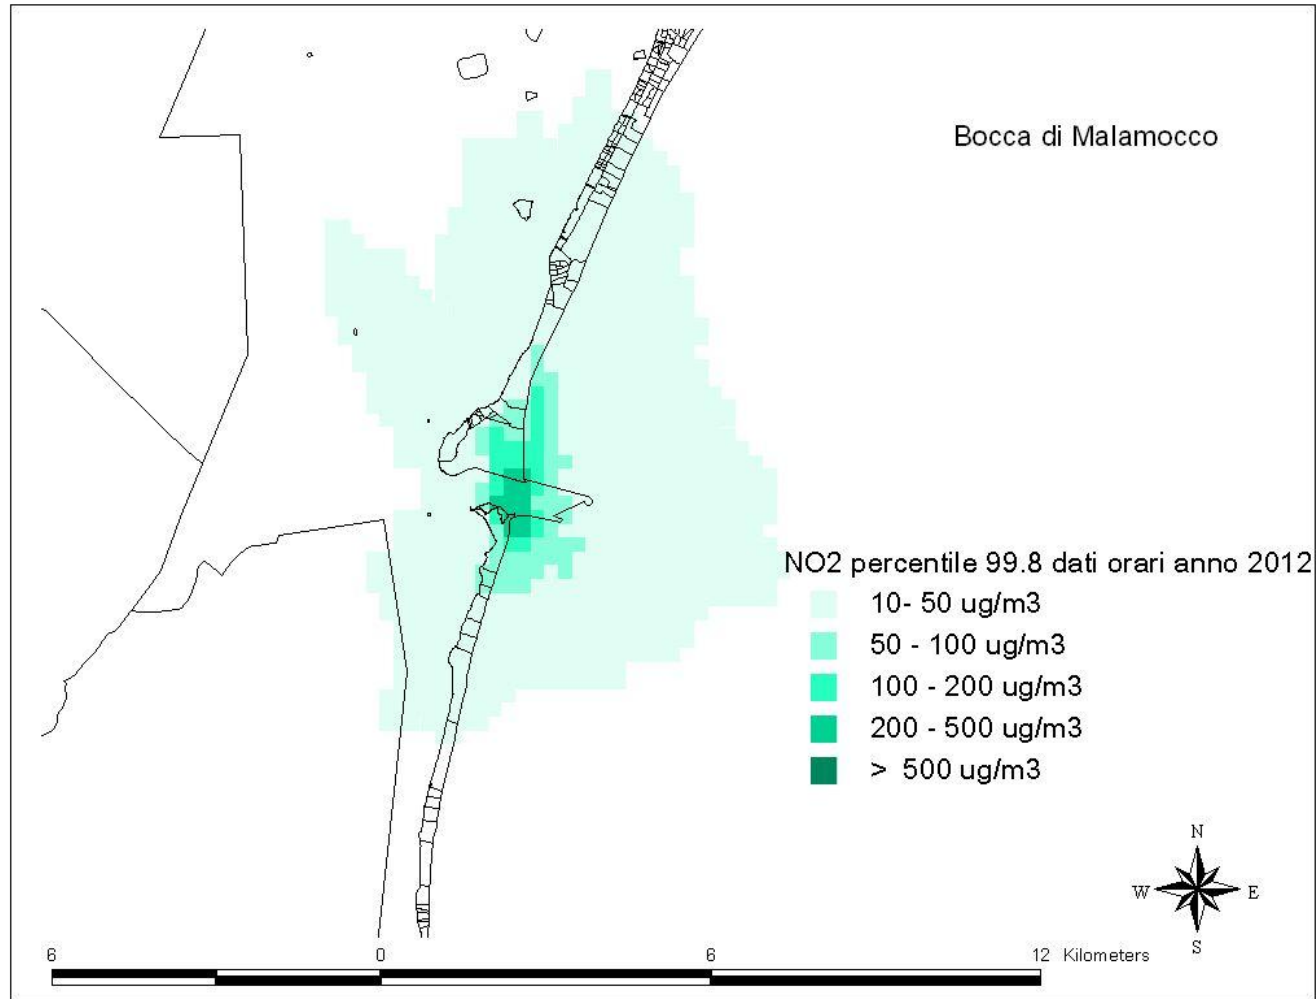 Bocca di Malamocco
NO2 percentile 99.8 dati orari anno 2012
10- 50 ug/m3
50 - 100 ug/m3
100 - 200 ug/m3
200 - 500 ug/m3
> 500 ug/m3
N
W E
S
6 0 6 12 Kilometers